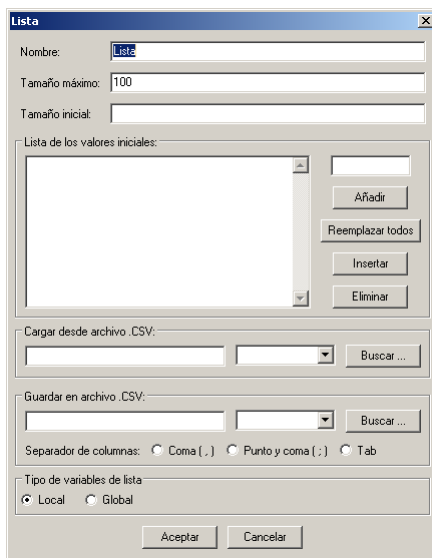 Lista
Nombre: Lista
Tamaño máximo: 100
Tamaño inicial:
Lista de los valores iniciales:
Añadir
Reemplazar todos
Insertar
Eliminar
Cargar desde archivo .CSV:
Buscar ...
Guardar en archivo .CSV:
Buscar ...
Separador de columnas: Coma ( , ) Punto y coma ( ; ) Tab
Tipo de variables de lista
Local Global
Aceptar Cancelar